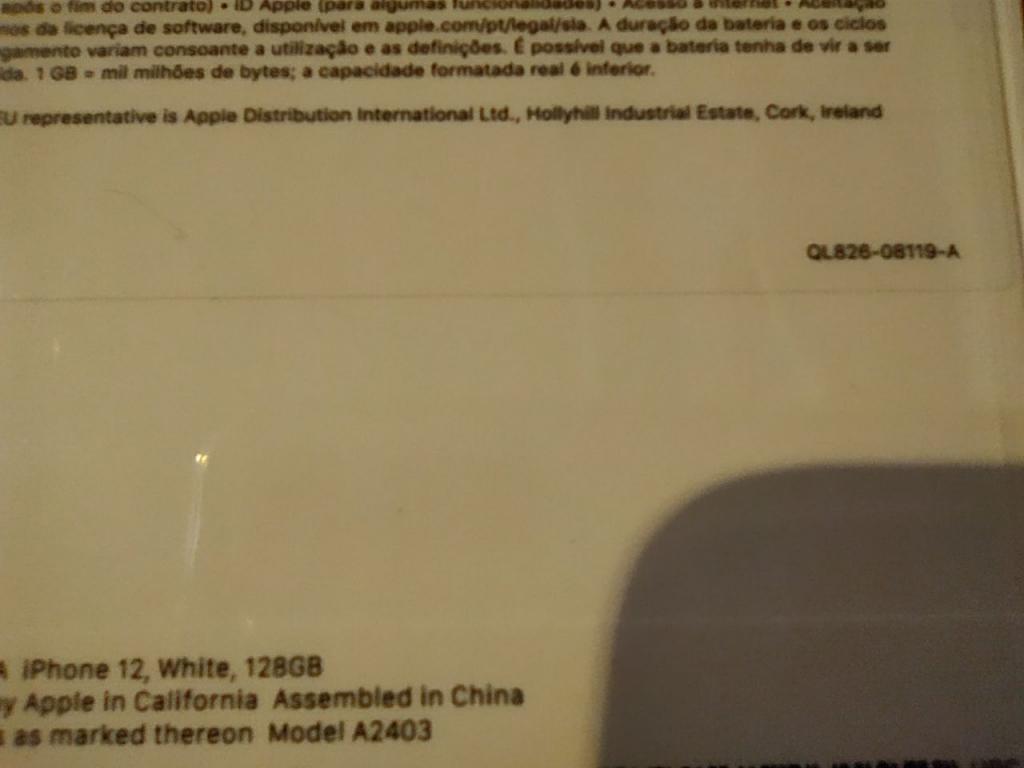 após o fim do contrato) • ID Apple (para algumas funcionalidades) • Acesso à Internet • Aceitação
da licença de software, disponível em apple.com/pt/legal/sla. A duração da bateria e os ciclos
variam consoante a utilização e as definições. É possível que a bateria tenha de vir a ser
1 GB = mil milhões de bytes; a capacidade formatada real é inferior.
EU representative is Apple Distribution International Ltd., Hollyhill Industrial Estate, Cork, Ireland
QL826-08119-A
iPhone 12, White, 128GB
by Apple in California Assembled in China
as marked thereon Model A2403